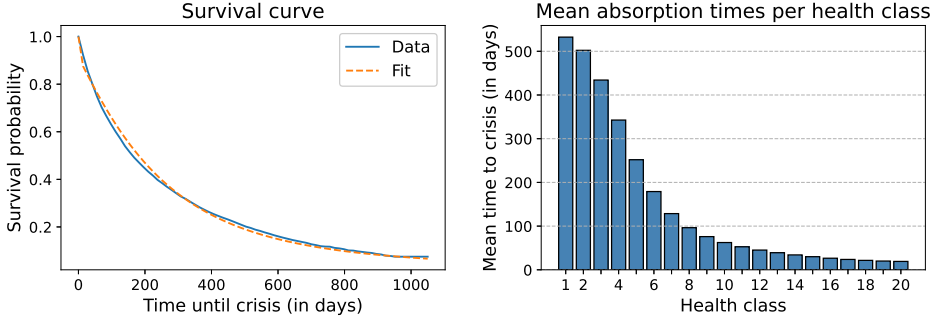 Survival curve
Survival probability
1.0
0.8
0.6
0.4
0.2
Data
Fit
0 200 400 600 800 1000
Time until crisis (in days)
Mean absorption times per health class
Mean time to crisis (in days)
500
400
300
200
100
0
1 2 4 6 8 10 12 14 16 18 20
Health class